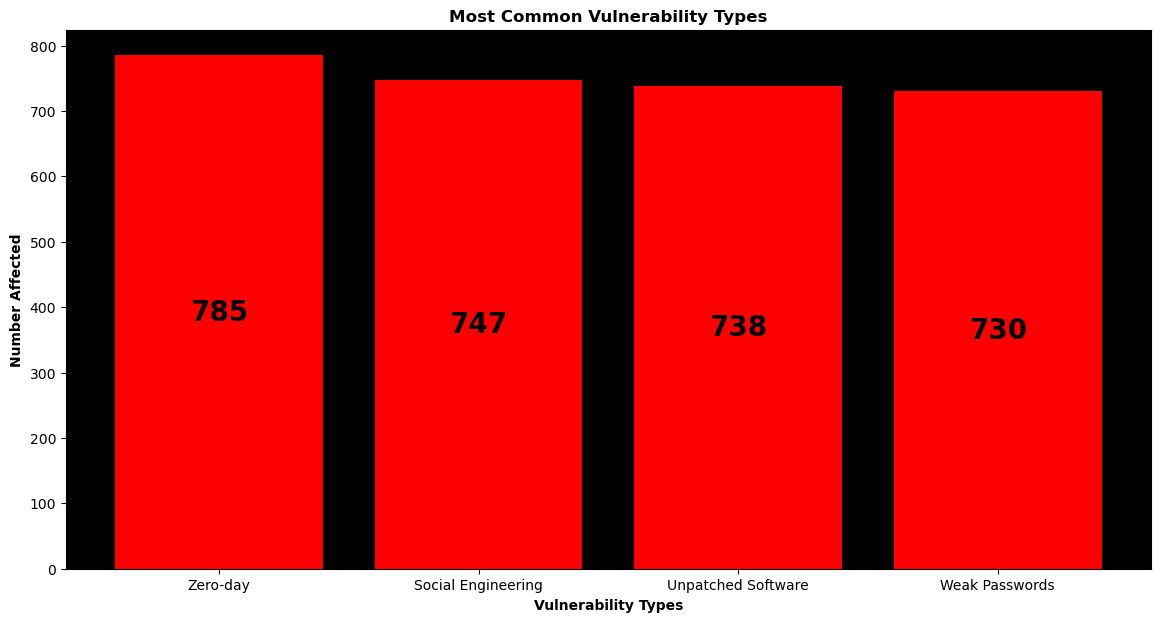 Most Common Vulnerability Types
Number Affected
800
700
600
500
400
300
200
100
0
785
747
738
730
Zero-day
Social Engineering
Unpatched Software
Weak Passwords
Vulnerability Types